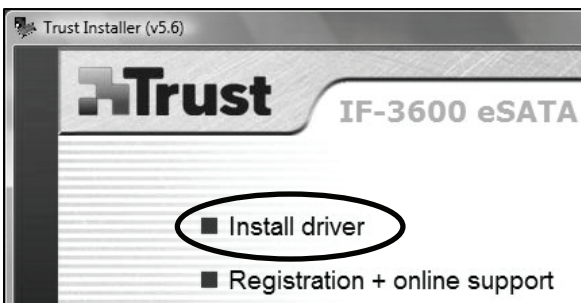 Trust Installer (v5.6)
Trust
IF-3600 eSATA
Install driver
Registration + online support